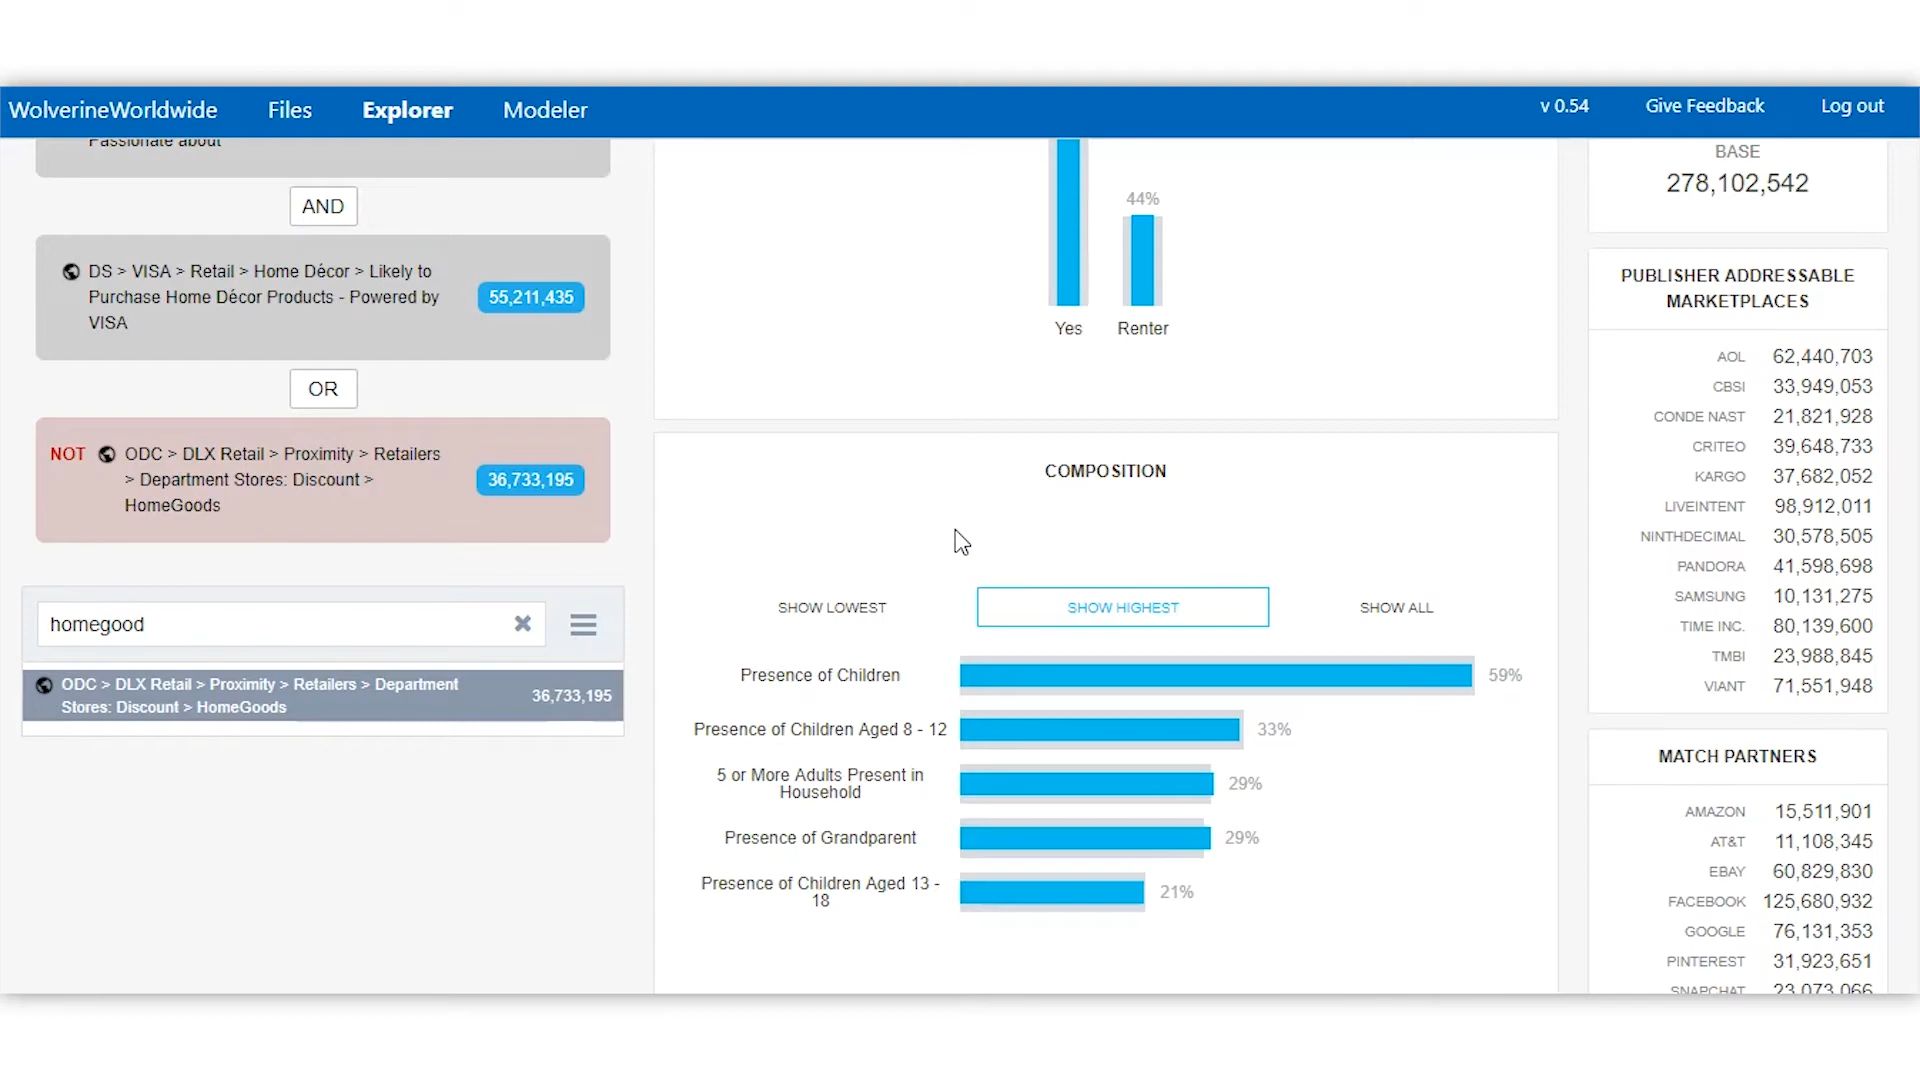 WolverineWorldwide Files Explorer Modeler v 0.54 Give Feedback Log out
Passionate about
AND
DS > VISA > Retail > Home Décor > Likely to
Purchase Home Décor Products - Powered by
VISA
55,211,435
OR
NOT ODC > DLX Retail > Proximity > Retailers
> Department Stores: Discount >
HomeGoods
36,733,195
homegood
ODC > DLX Retail > Proximity > Retailers > Department
Stores: Discount > HomeGoods
36,733,195
44%
Yes Renter
COMPOSITION
SHOW LOWEST SHOW HIGHEST SHOW ALL
Presence of Children 59%
Presence of Children Aged 8 - 12 33%
5 or More Adults Present in
Household
29%
Presence of Grandparent 29%
Presence of Children Aged 13 -
18
21%
BASE
278,102,542
PUBLISHER ADDRESSABLE
MARKETPLACES
AOL 62,440,703
CBSI 33,949,053
CONDE NAST 21,821,928
CRITEO 39,648,733
KARGO 37,682,052
LIVEINTENT 98,912,011
NINTHDECIMAL 30,578,505
PANDORA 41,598,698
SAMSUNG 10,131,275
TIME INC. 80,139,600
TMBI 23,988,845
VIANT 71,551,948
MATCH PARTNERS
AMAZON 15,511,901
AT&T 11,108,345
EBAY 60,829,830
FACEBOOK 125,680,932
GOOGLE 76,131,353
PINTEREST 31,923,651
SNAPCHAT 23,073,066